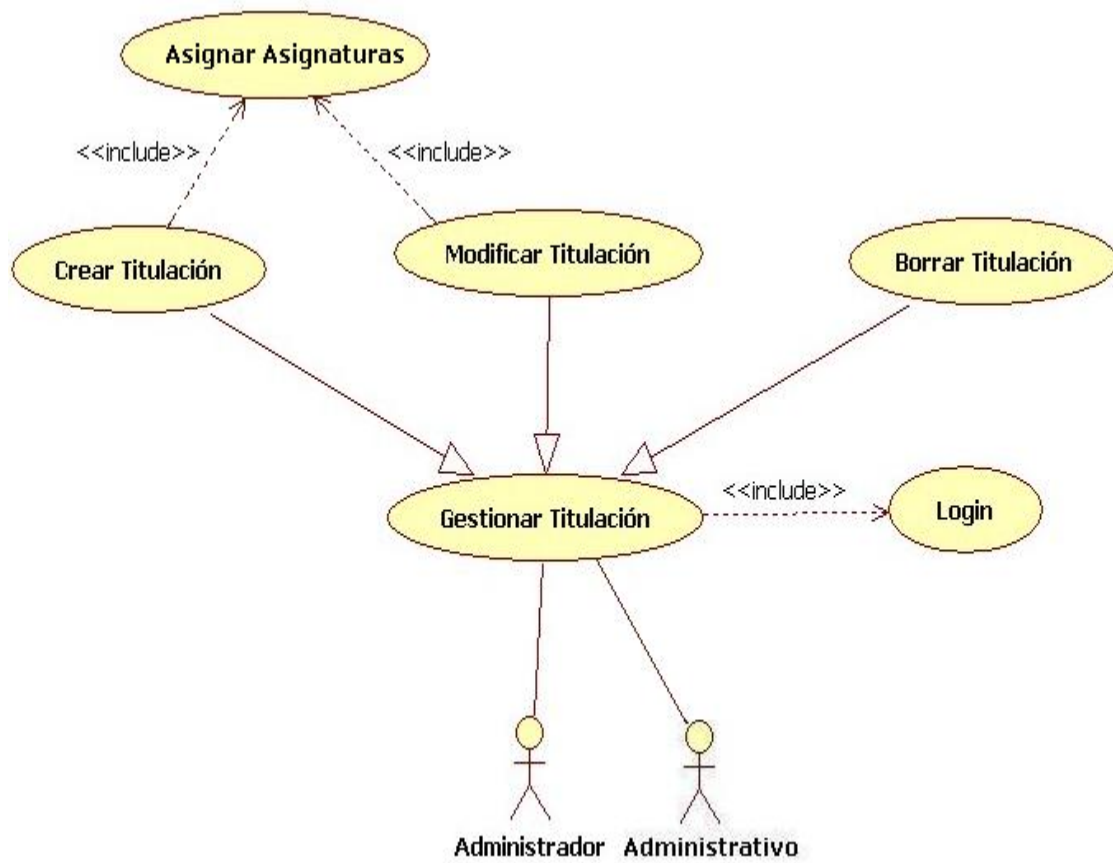 Asignar Asignaturas
<<include>>
<<include>>
Crear Titulación
Modificar Titulación
Borrar Titulación
<<include>>
Gestionar Titulación
Login
Administrador
Administrativo